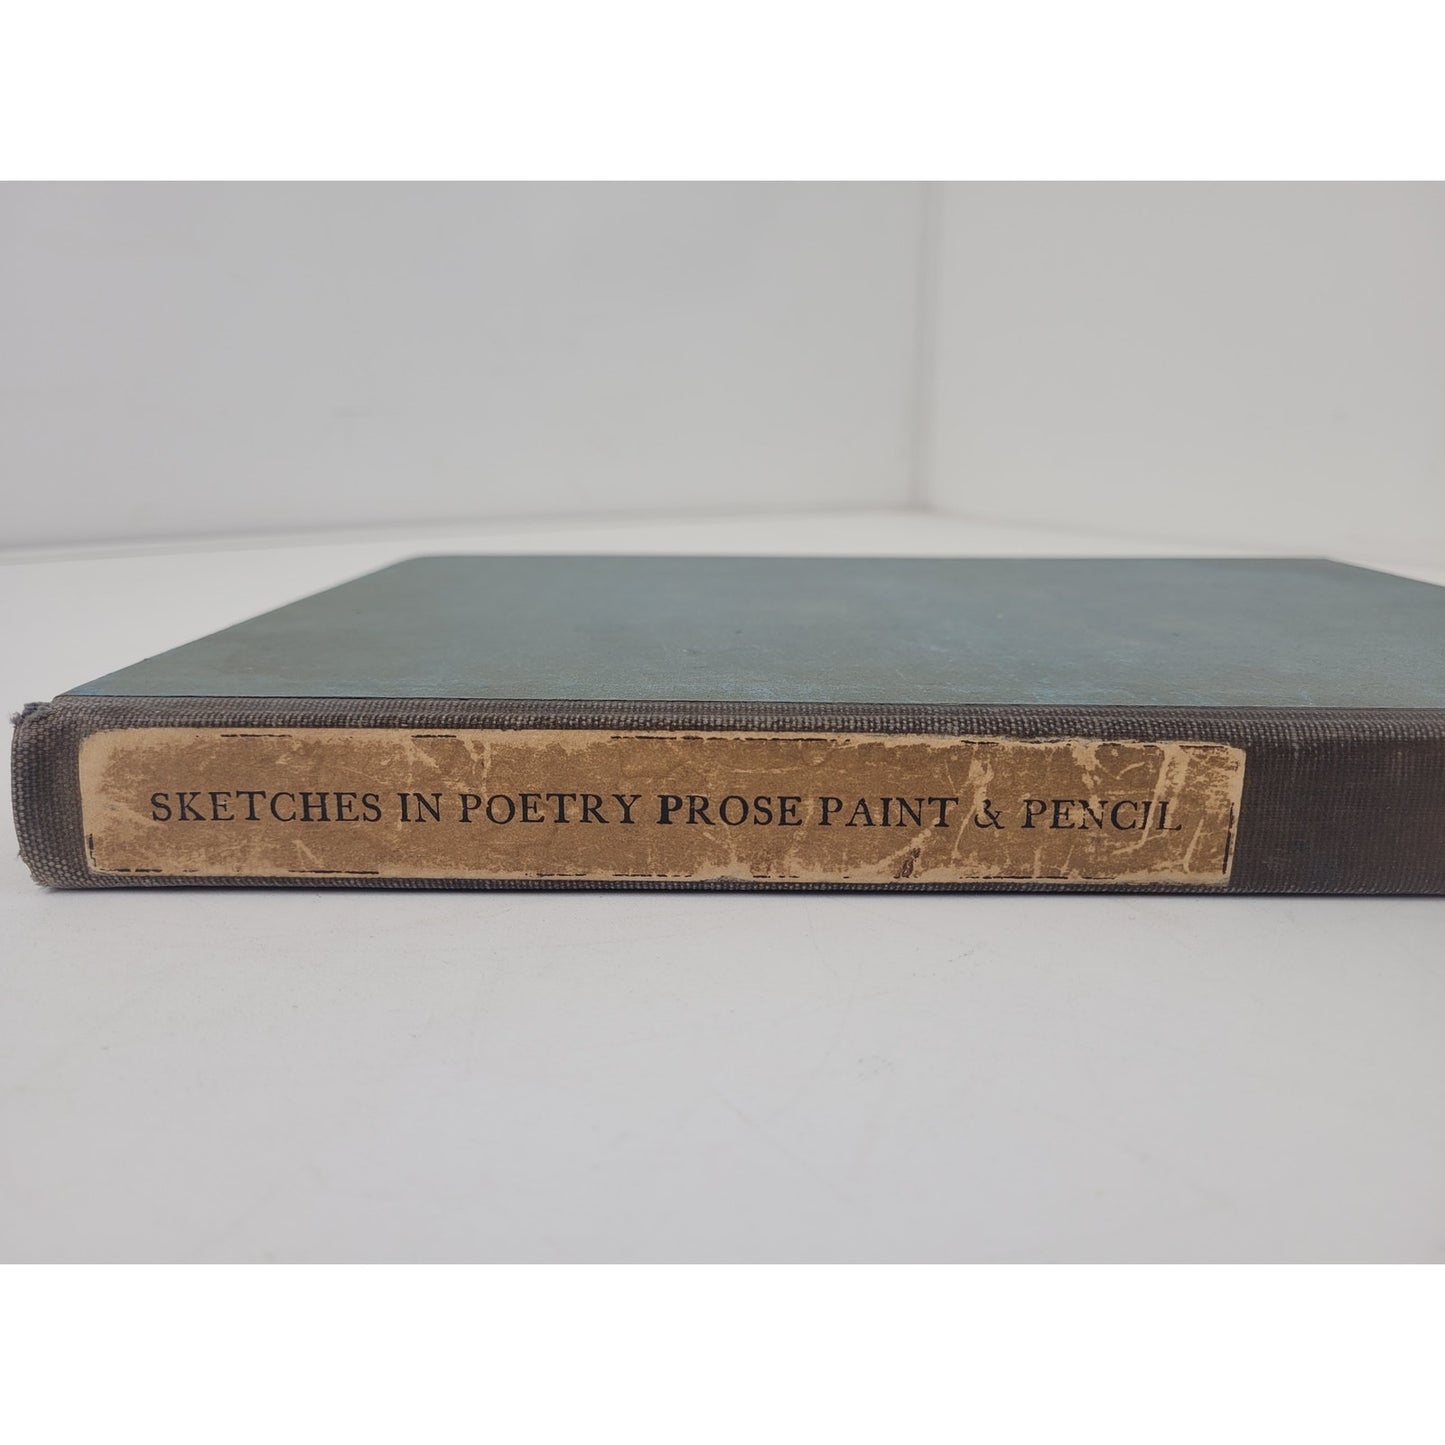 SKETCHES IN POETRY PROSE PAINT & PENCIL